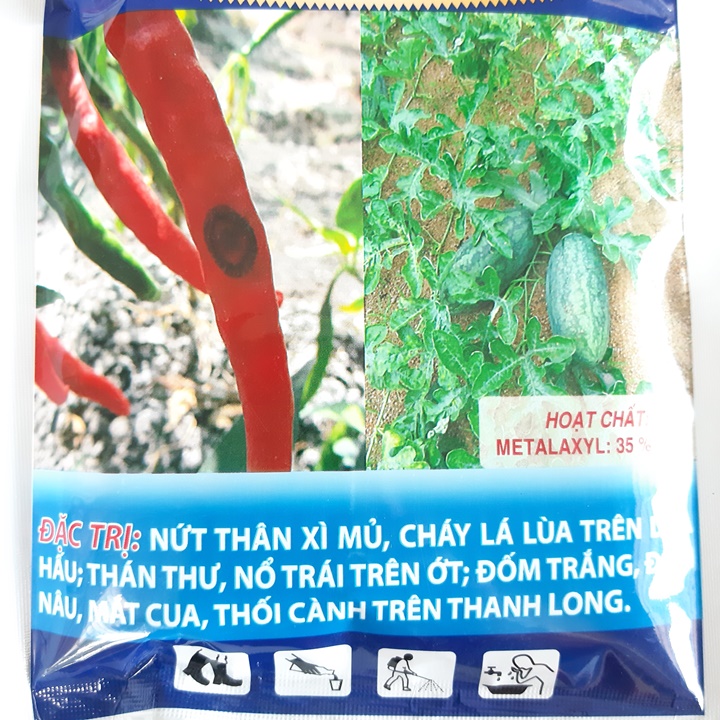 HOẠT CHẤT:
METALAXYL: 35 %
ĐẶC TRỊ: NỨT THÂN XÌ MỦ, CHÁY LÁ LÙA TRÊN
HẤU; THÁN THƯ, NỔ TRÁI TRÊN ỚT; ĐỐM TRẮNG,
NÂU, MẮT CUA, THỐI CÀNH TRÊN THANH LONG.